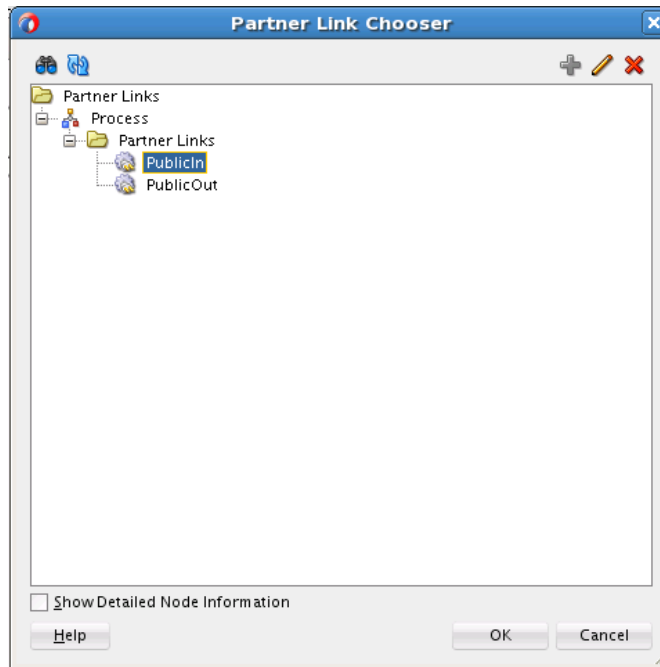 Partner Link Chooser
Partner Links
Process
Partner Links
PublicIn
PublicOut
Show Detailed Node Information
Help OK Cancel